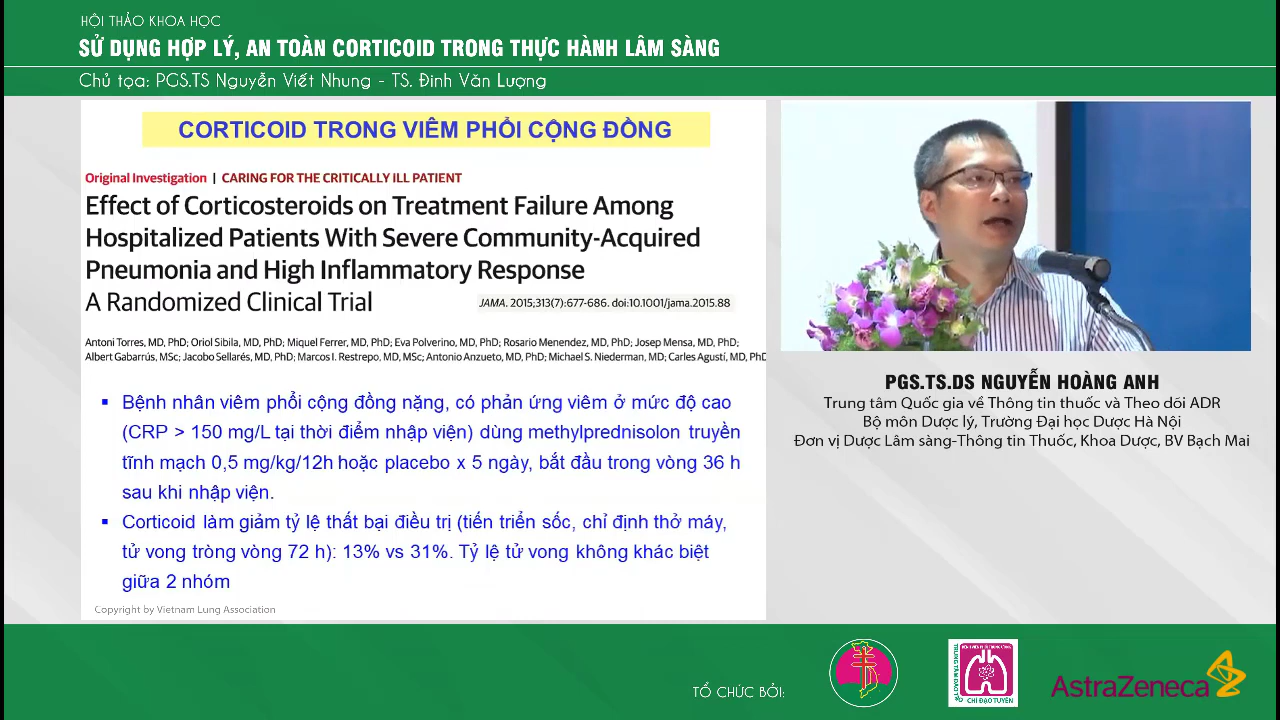 HỘI THẢO KHOA HỌC
SỬ DỤNG HỢP LÝ, AN TOÀN CORTICOID TRONG THỰC HÀNH LÂM SÀNG
Chủ tọa: PGS.TS Nguyễn Viết Nhung - TS. Đinh Văn Lượng
CORTICOID TRONG VIÊM PHỔI CỘNG ĐỒNG
Original Investigation | CARING FOR THE CRITICALLY ILL PATIENT
Effect of Corticosteroids on Treatment Failure Among
Hospitalized Patients With Severe Community-Acquired
Pneumonia and High Inflammatory Response
A Randomized Clinical Trial
JAMA. 2015;313(7):677-686. doi:10.1001/jama.2015.88
Antoni Torres, MD, PhD; Oriol Sibila, MD, PhD; Miquel Ferrer, MD, PhD; Eva Polverino, MD, PhD; Rosario Menendez, MD, PhD; Josep Mensa, MD, PhD;
Albert Gabarrús, MSc; Jacobo Sellarés, MD, PhD; Marcos I. Restrepo, MD, MSc; Antonio Anzueto, MD, PhD; Michael S. Niederman, MD; Carles Agustí, MD, PhD
▪ Bệnh nhân viêm phổi cộng đồng nặng, có phản ứng viêm ở mức độ cao
(CRP > 150 mg/L tại thời điểm nhập viện) dùng methylprednisolon truyền
tĩnh mạch 0,5 mg/kg/12h hoặc placebo x 5 ngày, bắt đầu trong vòng 36 h
sau khi nhập viện.
▪ Corticoid làm giảm tỷ lệ thất bại điều trị (tiến triển sốc, chỉ định thở máy,
tử vong tròng vòng 72 h): 13% vs 31%. Tỷ lệ tử vong không khác biệt
giữa 2 nhóm
Copyright by Vietnam Lung Association
PGS.TS.DS NGUYỄN HOÀNG ANH
Trung tâm Quốc gia về Thông tin thuốc và Theo dõi ADR
Bộ môn Dược lý, Trường Đại học Dược Hà Nội
Đơn vị Dược Lâm sàng-Thông tin Thuốc, Khoa Dược, BV Bạch Mai
TỔ CHỨC BỞI:
CHỈ ĐẠO TUYẾN
AstraZeneca